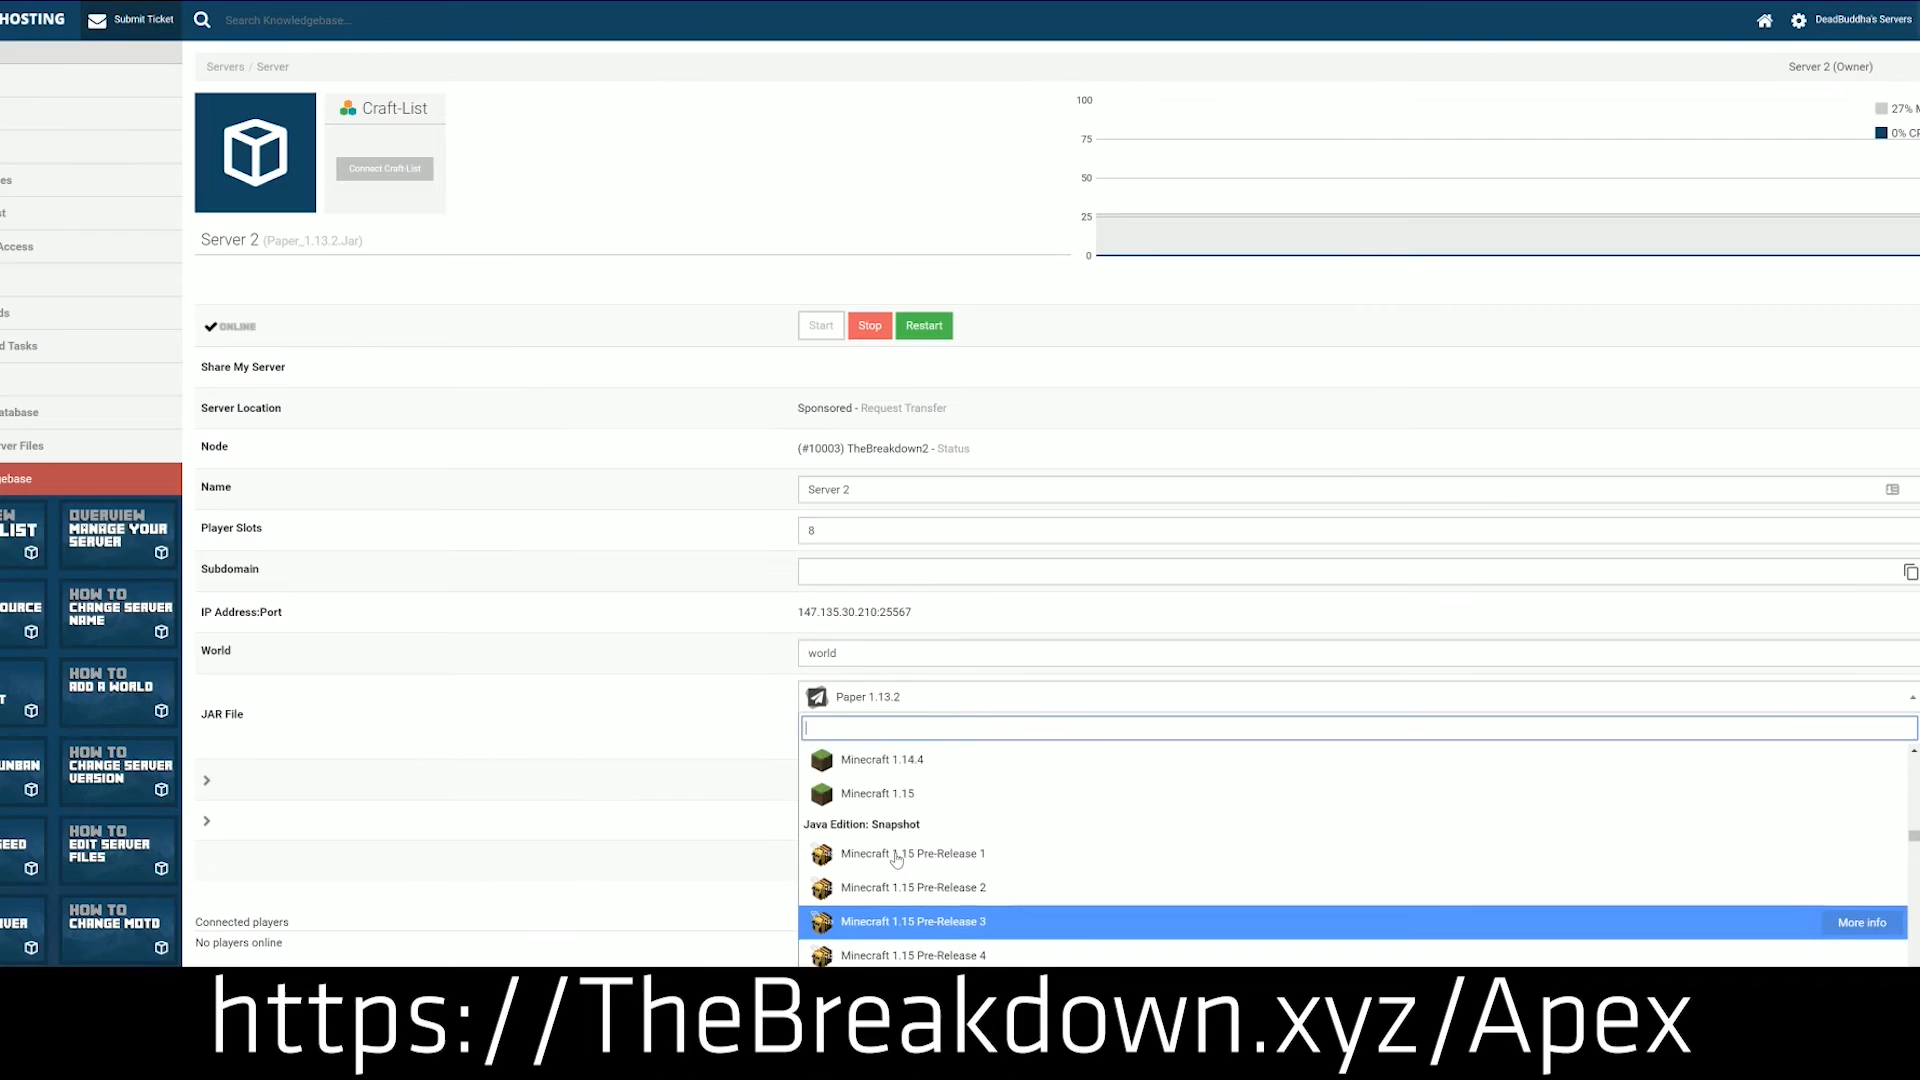 HOSTING
Submit Ticket
Search Knowledgebase...
DeadBuddha's Servers
Servers / Server
Server 2 (Owner)
Craft-List
Connect Craft-List
100
75
50
25
0
27% M
0% CP
Server 2 (Paper_1.13.2.Jar)
es
st
Access
ds
d Tasks
atabase
ver Files
gebase
ONLINE
Start
Stop
Restart
Share My Server
Server Location
Sponsored - Request Transfer
Node
(#10003) TheBreakdown2 - Status
Name
Server 2
Player Slots
8
Subdomain
IP Address:Port
147.135.30.210:25567
World
world
JAR File
Paper 1.13.2
Minecraft 1.14.4
Minecraft 1.15
Java Edition: Snapshot
Minecraft 1.15 Pre-Release 1
Minecraft 1.15 Pre-Release 2
Minecraft 1.15 Pre-Release 3
More info
Minecraft 1.15 Pre-Release 4
Connected players
No players online
EW
LIST
OVERVIEW
MANAGE YOUR
SERVER
OURCE
HOW TO
CHANGE SERVER
NAME
T
HOW TO
ADD A WORLD
UNBAN
HOW TO
CHANGE SERVER
VERSION
SEED
HOW TO
EDIT SERVER
FILES
VER
HOW TO
CHANGE MOTD
https://TheBreakdown.xyz/Apex